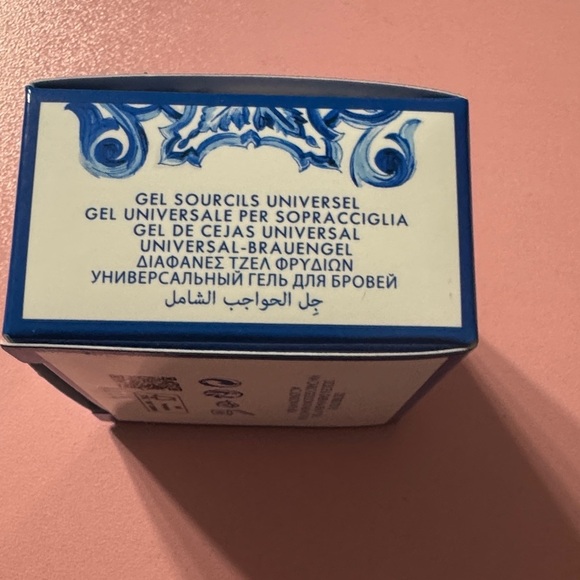 GEL SOURCILS UNIVERSEL
GEL UNIVERSALE PER SOPRACCIGLIA
GEL DE CEJAS UNIVERSAL
UNIVERSAL-BRAUENGEL
ΔΙΑΦΑΝΕΣ ΤΖΕΛ ΦΡΥΔΙΩΝ
УНИВЕРСАЛЬНЫЙ ГЕЛЬ ДЛЯ БРОВЕЙ
جِل الحواجب الشامل